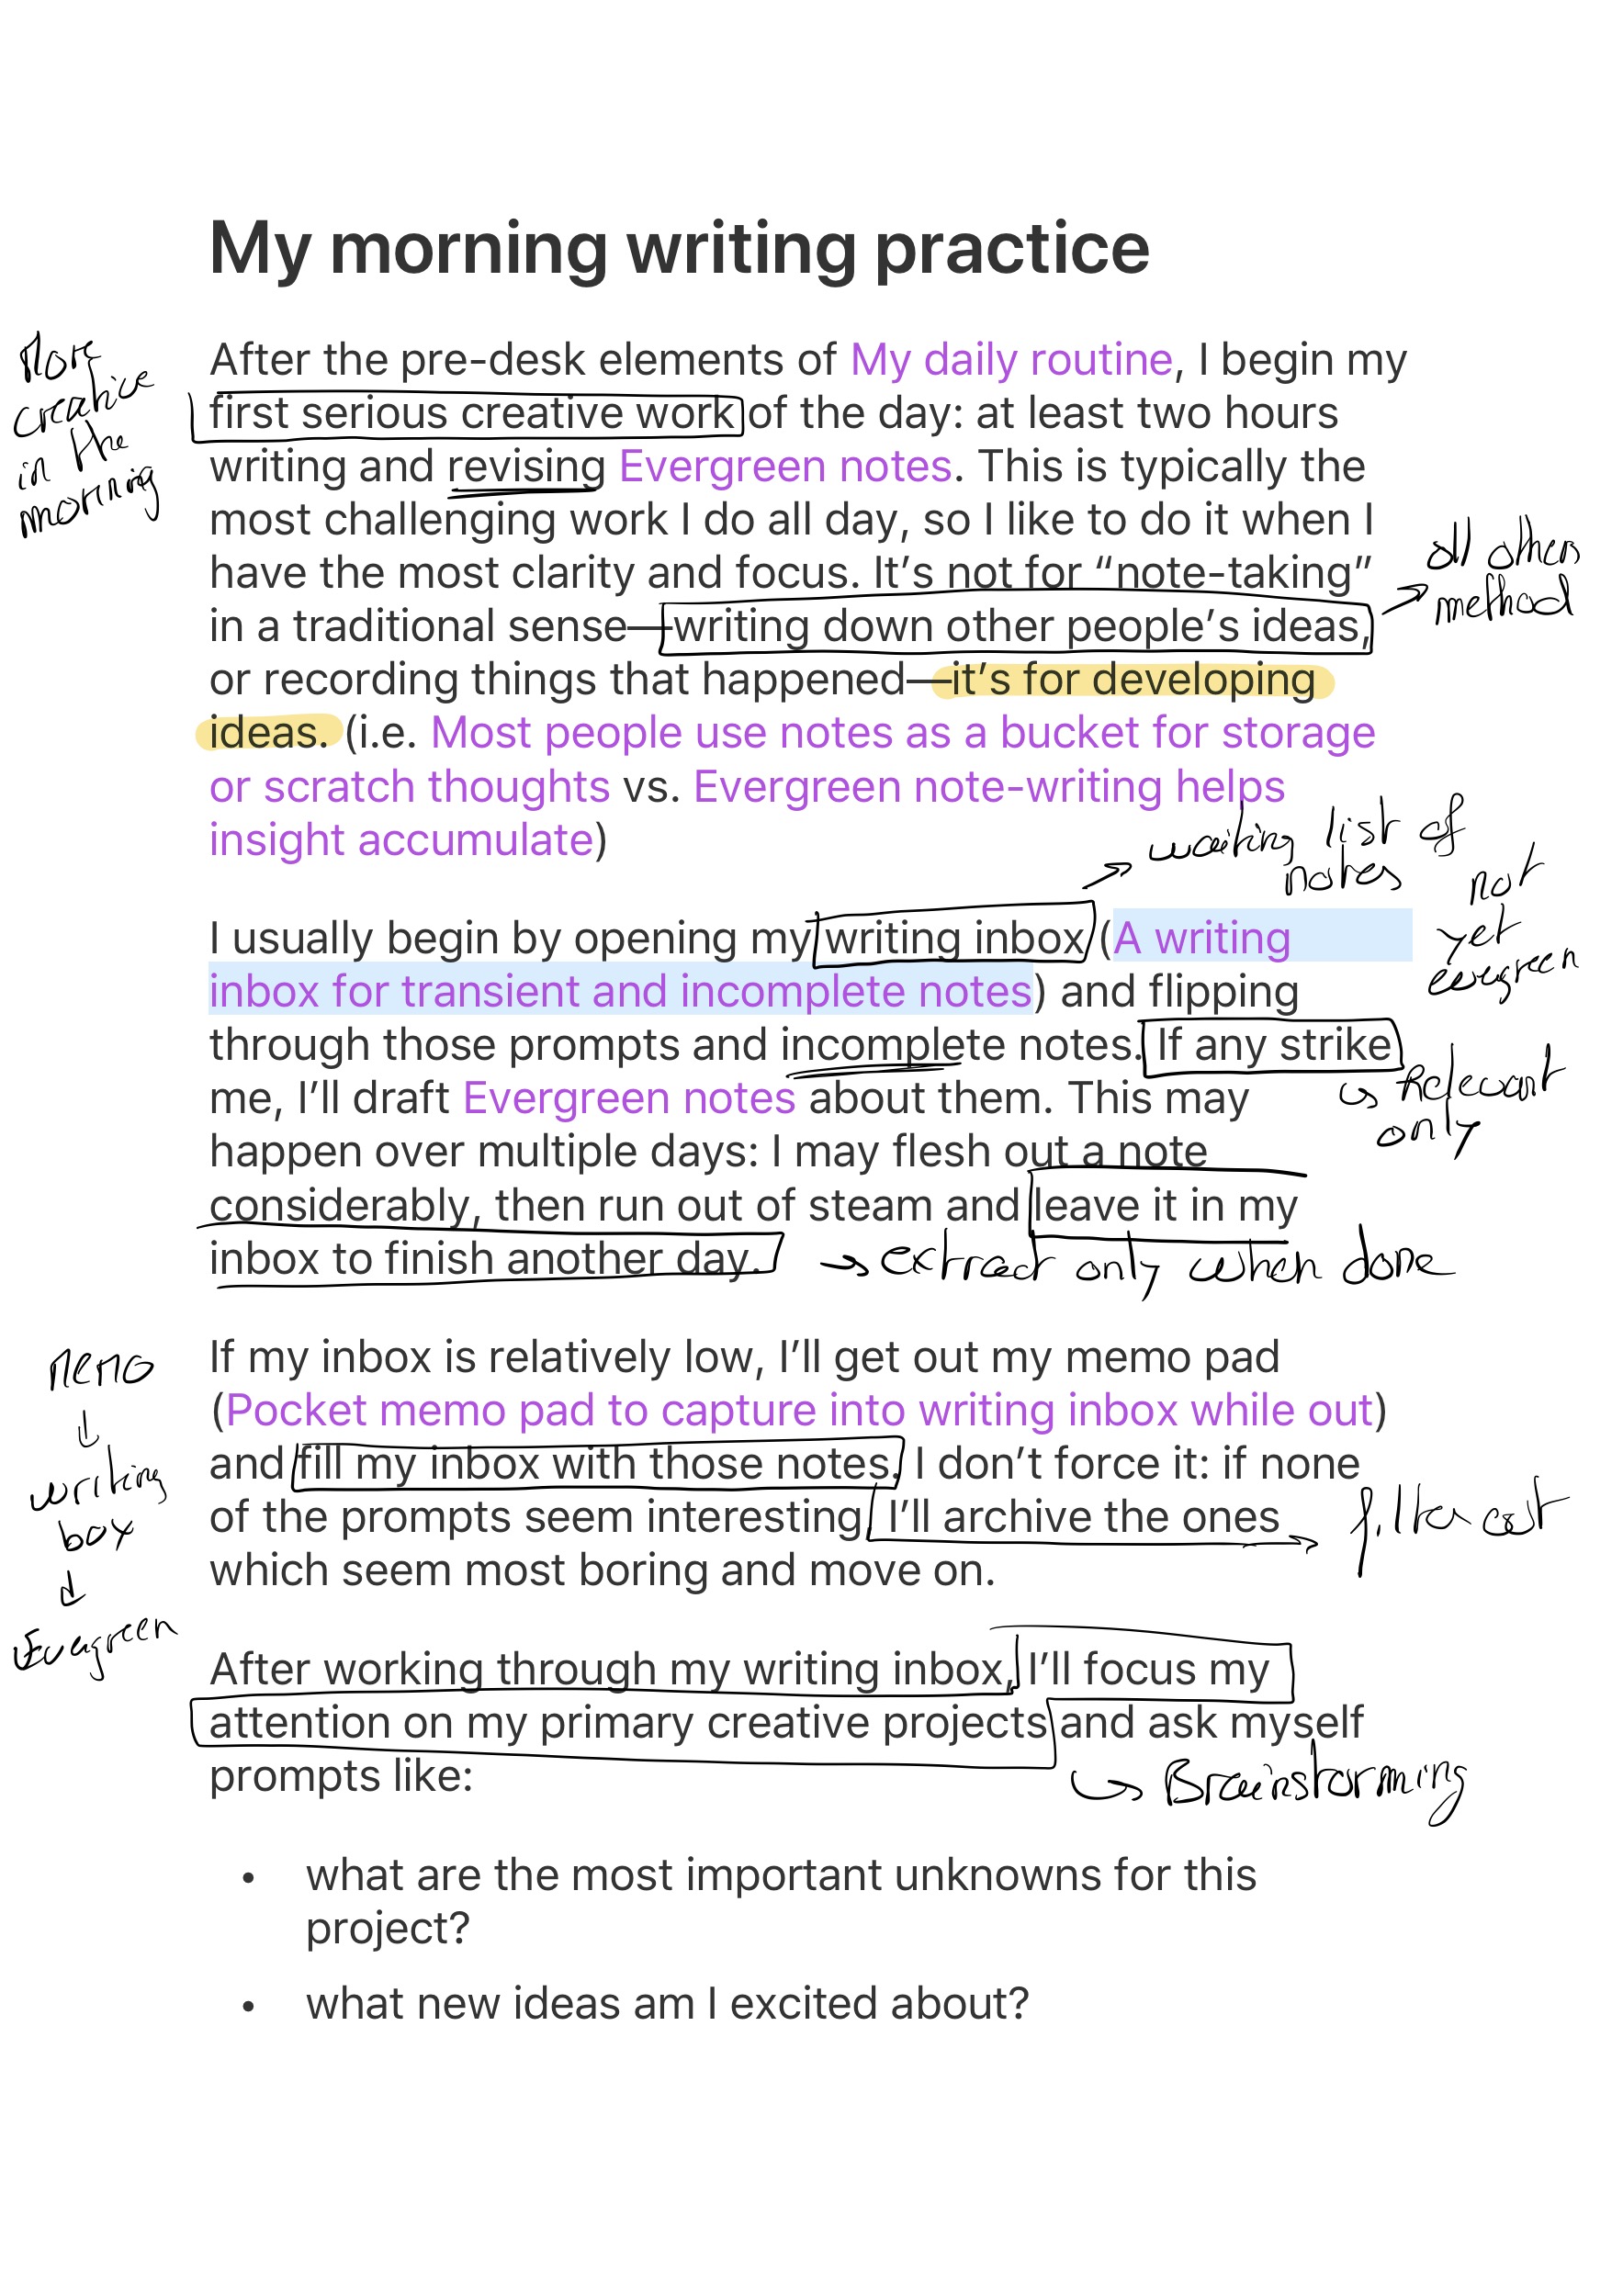 My morning writing practice
More
creative
in the
morning
After the pre-desk elements of My daily routine, I begin my
first serious creative work of the day: at least two hours
writing and revising Evergreen notes. This is typically the
most challenging work I do all day, so I like to do it when I
have the most clarity and focus. It’s not for “note-taking”
in a traditional sense—writing down other people’s ideas,
all others
method
or recording things that happened—it’s for developing
ideas. (i.e. Most people use notes as a bucket for storage
or scratch thoughts vs. Evergreen note-writing helps
insight accumulate)
waiting list of
notes
not
yet
evergreen
I usually begin by opening my writing inbox (A writing
inbox for transient and incomplete notes) and flipping
through those prompts and incomplete notes. If any strike
me, I’ll draft Evergreen notes about them. This may
Relevant
only
happen over multiple days: I may flesh out a note
considerably, then run out of steam and leave it in my
inbox to finish another day.
extract only when done
Memo
writing
box
Evergreen
If my inbox is relatively low, I’ll get out my memo pad
(Pocket memo pad to capture into writing inbox while out)
and fill my inbox with those notes. I don’t force it: if none
of the prompts seem interesting, I’ll archive the ones
filter out
which seem most boring and move on.
After working through my writing inbox, I’ll focus my
attention on my primary creative projects and ask myself
prompts like:
Brainstorming
• what are the most important unknowns for this
project?
• what new ideas am I excited about?